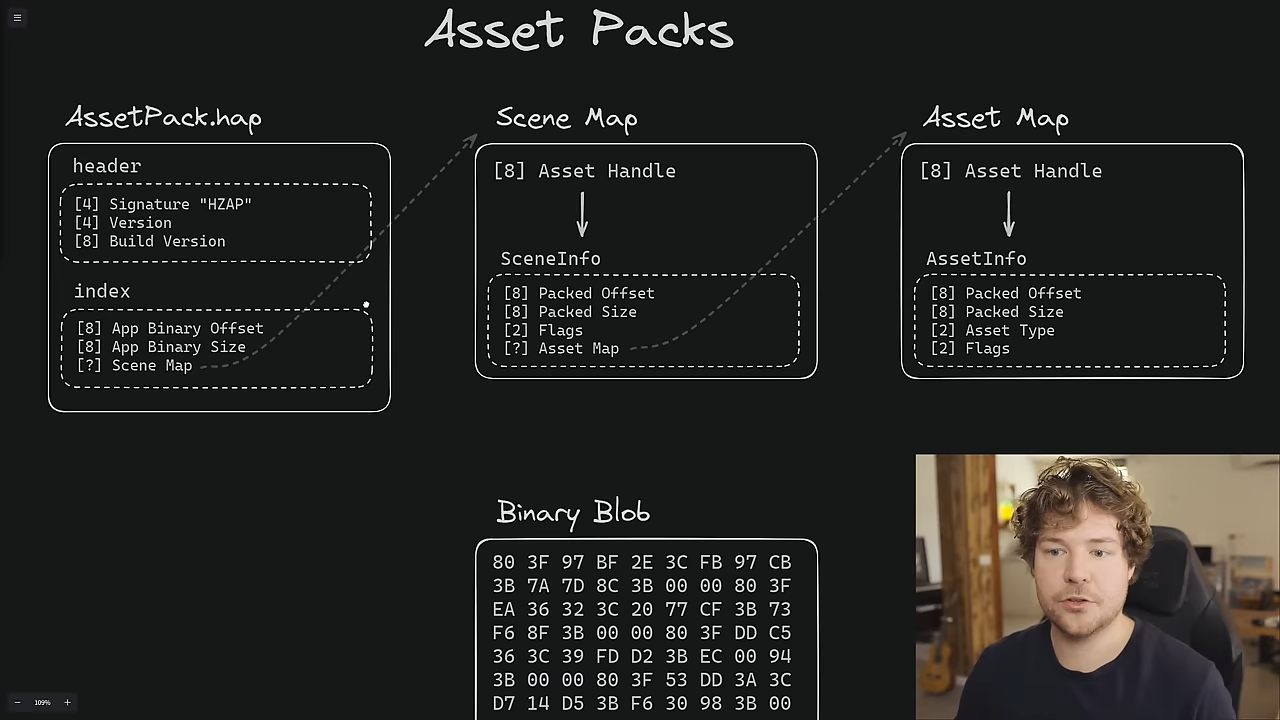 Asset Packs
AssetPack.hap
header
[4] Signature "HZAP"
[4] Version
[8] Build Version
index
[8] App Binary Offset
[8] App Binary Size
[?] Scene Map
Scene Map
[8] Asset Handle
SceneInfo
[8] Packed Offset
[8] Packed Size
[2] Flags
[?] Asset Map
Asset Map
[8] Asset Handle
AssetInfo
[8] Packed Offset
[8] Packed Size
[2] Asset Type
[2] Flags
Binary Blob
80 3F 97 BF 2E 3C FB 97 CB
3B 7A 7D 8C 3B 00 00 80 3F
EA 36 32 3C 20 77 CF 3B 73
F6 8F 3B 00 00 80 3F DD C5
36 3C 39 FD D2 3B EC 00 94
3B 00 00 80 3F 53 DD 3A 3C
D7 14 D5 3B F6 30 98 3B 00
109%